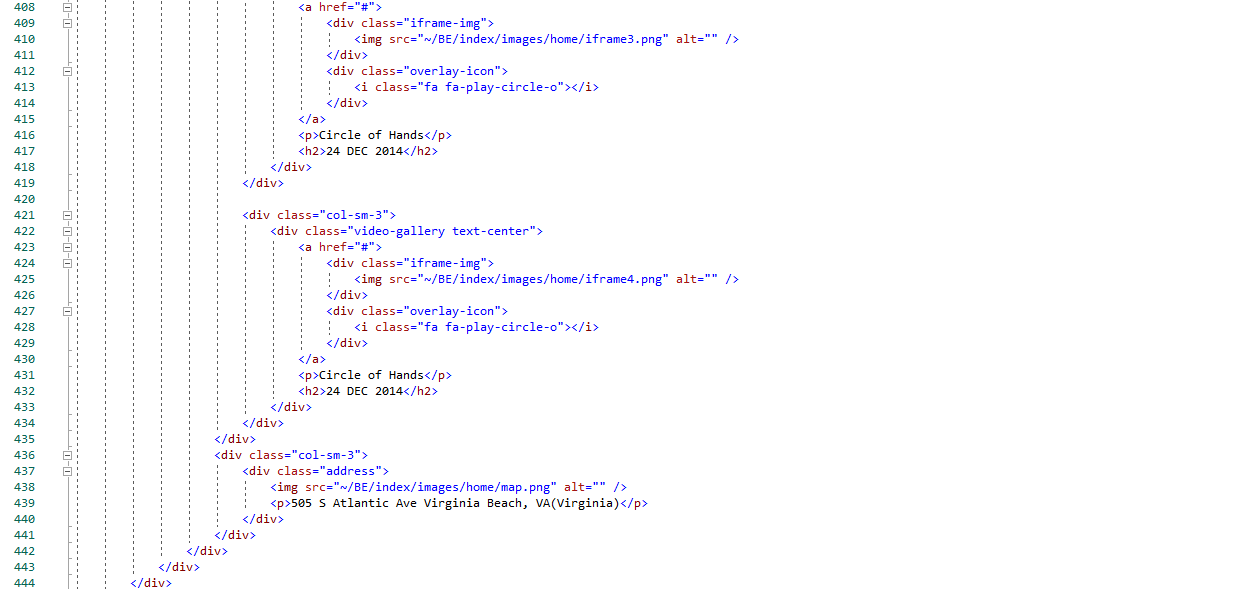 408 <a href="#">
409 <div class="iframe-img">
410 <img src="~/BE/index/images/home/iframe3.png" alt="" />
411 </div>
412 <div class="overlay-icon">
413 <i class="fa fa-play-circle-o"></i>
414 </div>
415 </a>
416 <p>Circle of Hands</p>
417 <h2>24 DEC 2014</h2>
418 </div>
419 </div>
420
421 <div class="col-sm-3">
422 <div class="video-gallery text-center">
423 <a href="#">
424 <div class="iframe-img">
425 <img src="~/BE/index/images/home/iframe4.png" alt="" />
426 </div>
427 <div class="overlay-icon">
428 <i class="fa fa-play-circle-o"></i>
429 </div>
430 </a>
431 <p>Circle of Hands</p>
432 <h2>24 DEC 2014</h2>
433 </div>
434 </div>
435 </div>
436 <div class="col-sm-3">
437 <div class="address">
438 <img src="~/BE/index/images/home/map.png" alt="" />
439 <p>505 S Atlantic Ave Virginia Beach, VA(Virginia)</p>
440 </div>
441 </div>
442 </div>
443 </div>
444 </div>